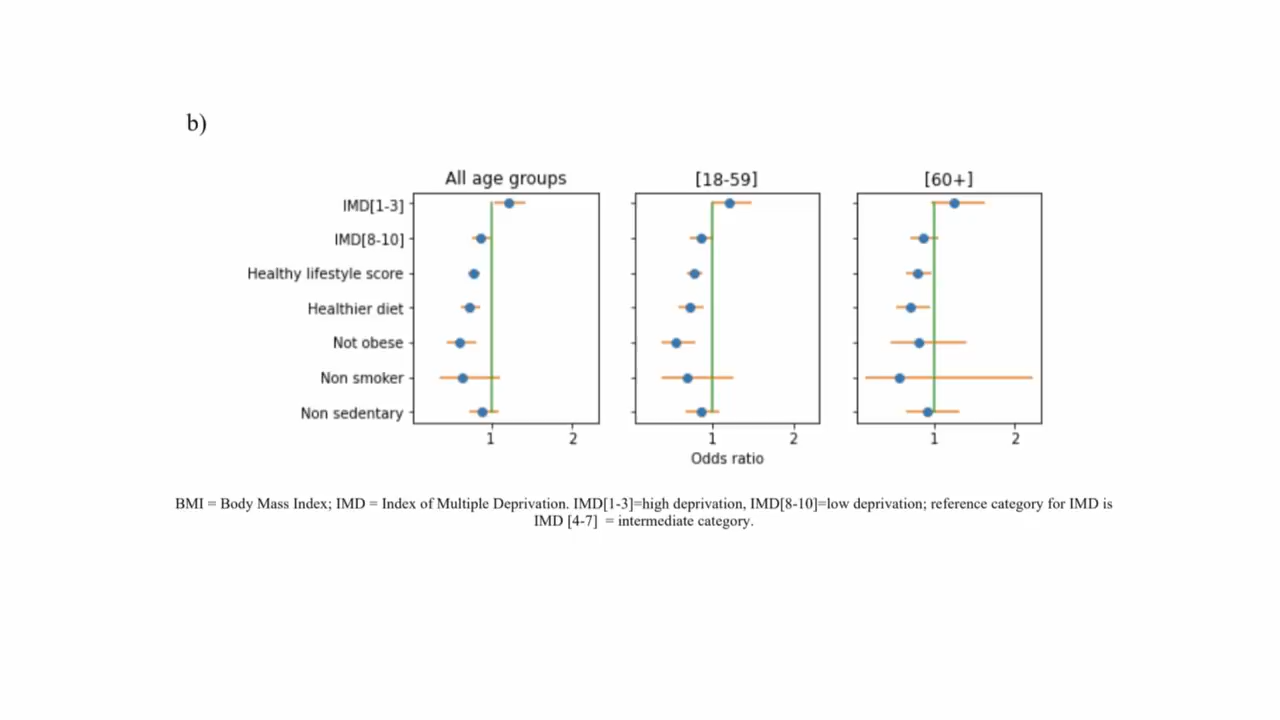 b)
All age groups
[18-59]
[60+]
IMD[1-3]
IMD[8-10]
Healthy lifestyle score
Healthier diet
Not obese
Non smoker
Non sedentary
1 2
1 2
1 2
Odds ratio
BMI = Body Mass Index; IMD = Index of Multiple Deprivation. IMD[1-3]=high deprivation, IMD[8-10]=low deprivation; reference category for IMD is
IMD [4-7] = intermediate category.